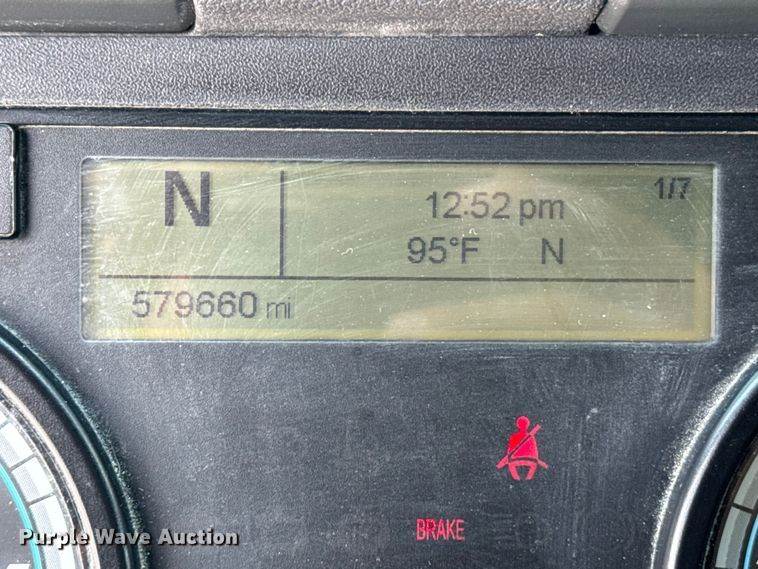 N
1/7
12:52 pm
95°F N
579660 mi
BRAKE
Purple Wave Auction